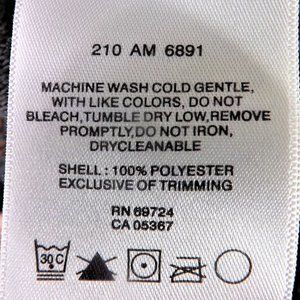 210 AM 6891
MACHINE WASH COLD GENTLE,
WITH LIKE COLORS, DO NOT
BLEACH,TUMBLE DRY LOW,REMOVE
PROMPTLY,DO NOT IRON,
DRYCLEANABLE
SHELL : 100% POLYESTER
EXCLUSIVE OF TRIMMING
RN 69724
CA 05367
30C